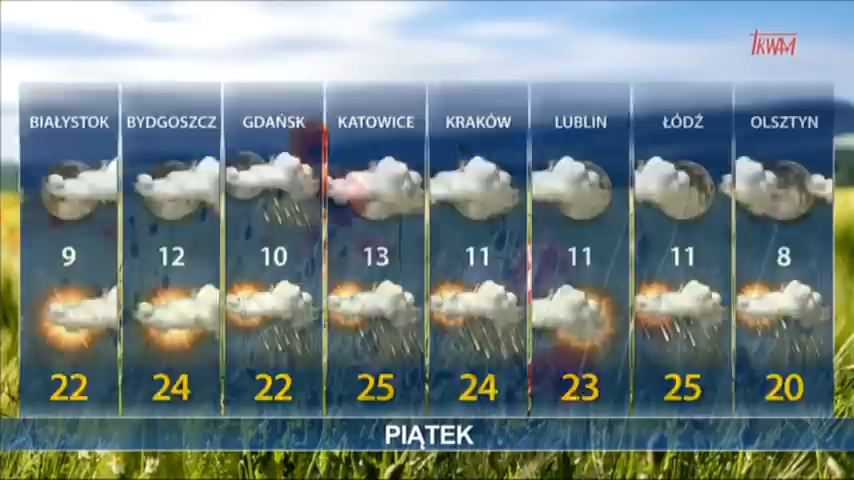 TRWAM
BIAŁYSTOK BYDGOSZCZ GDAŃSK KATOWICE KRAKÓW LUBLIN ŁÓDŹ OLSZTYN
9 12 10 13 11 11 11 8
22 24 22 25 24 23 25 20
PIĄTEK